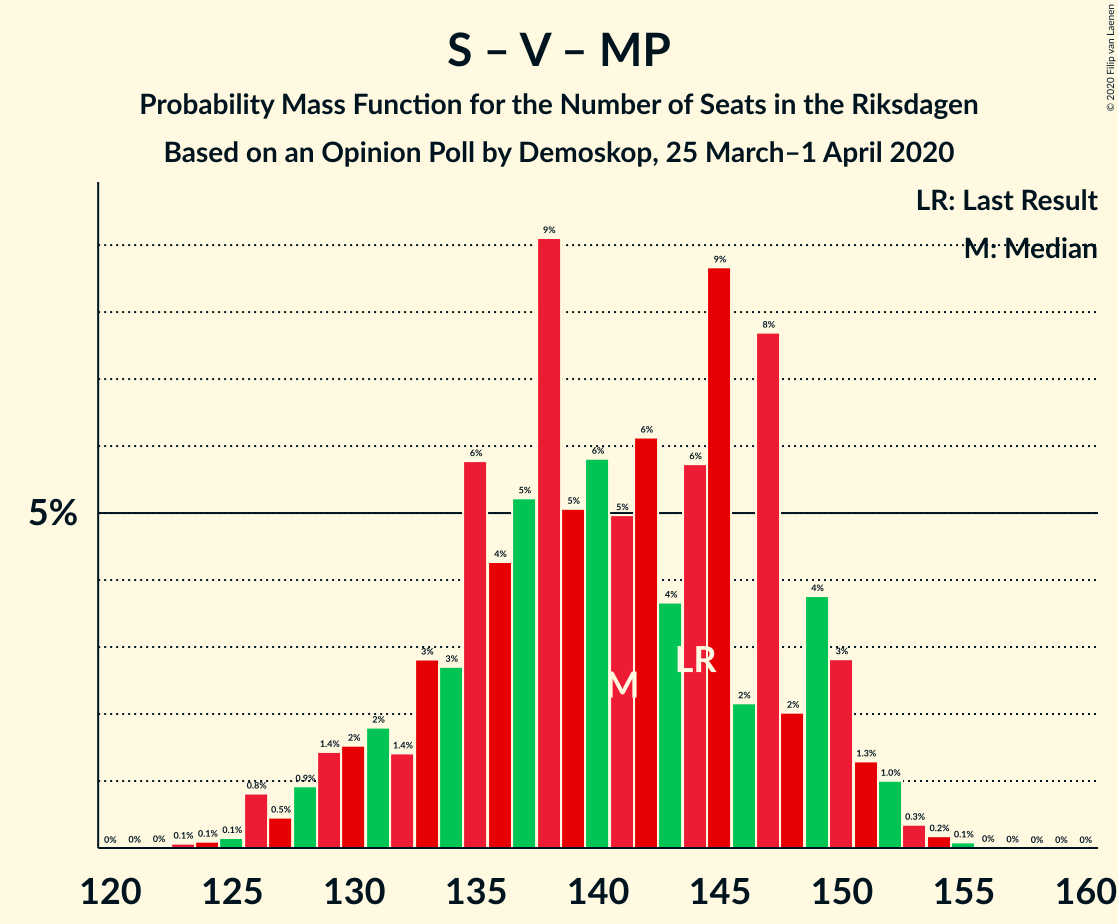 S – V – MP
Probability Mass Function for the Number of Seats in the Riksdagen
Based on an Opinion Poll by Demoskop, 25 March–1 April 2020
© 2020 Filip van Laenen
LR: Last Result
M: Median
5%
0% 0% 0% 0.1% 0.1% 0.1% 0.8% 0.5% 0.9% 1.4% 2% 2% 1.4% 3% 3% 6% 4% 5% 9% 5% 6% 5% 6% 4% 6% 9% 2% 8% 2% 4% 3% 1.3% 1.0% 0.3% 0.2% 0.1% 0% 0% 0% 0% 0%
M
LR
120 125 130 135 140 145 150 155 160